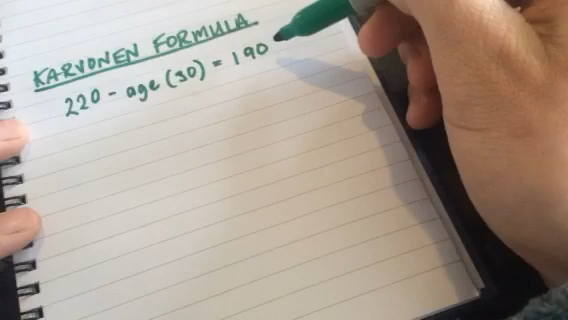 KARVONEN FORMULA
220 - age (30) = 190